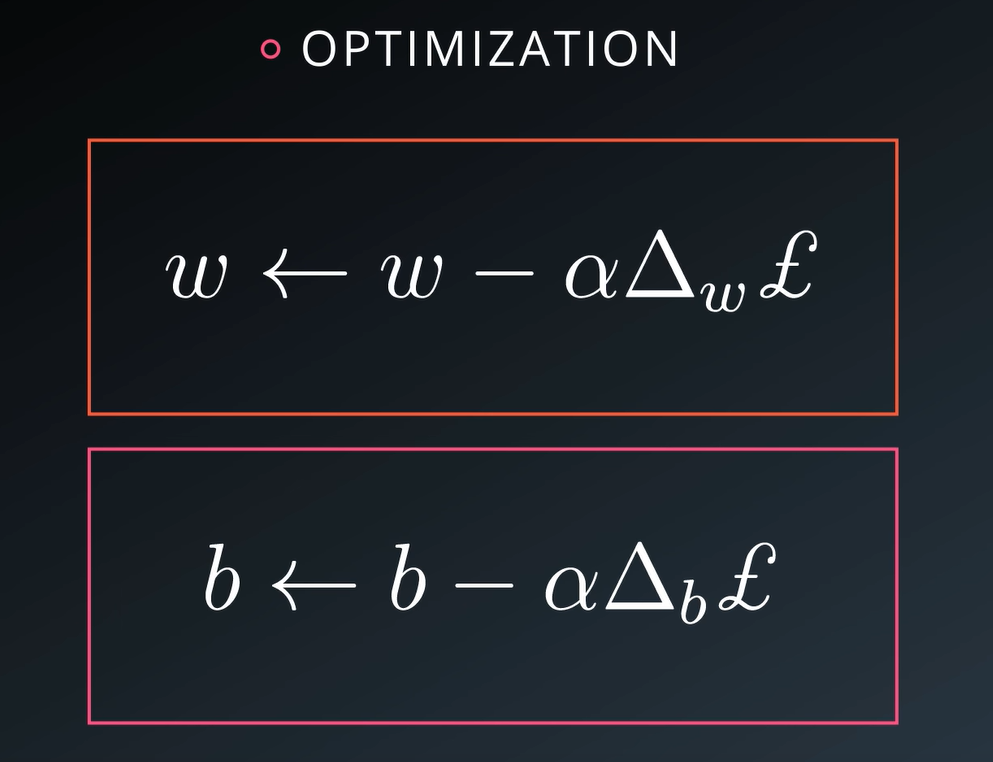 OPTIMIZATION
w ← w − αΔ_w£
b ← b − αΔ_b£